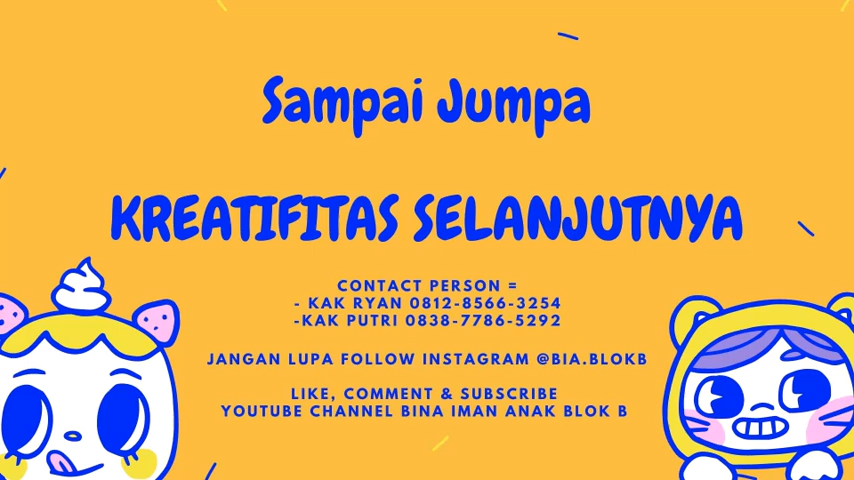 Sampai Jumpa
KREATIFITAS SELANJUTNYA
CONTACT PERSON =
- KAK RYAN 0812-8566-3254
-KAK PUTRI 0838-7786-5292
JANGAN LUPA FOLLOW INSTAGRAM @BIA.BLOKB
LIKE, COMMENT & SUBSCRIBE
YOUTUBE CHANNEL BINA IMAN ANAK BLOK B